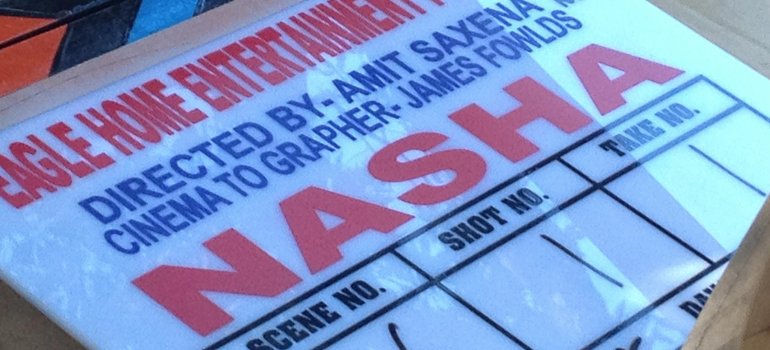 EAGLE HOME ENTERTAINMENT
DIRECTED BY- AMIT SAXENA
CINEMA TO GRAPHER- JAMES FOWLDS
NASHA
SCENE NO. SHOT NO. TAKE NO.